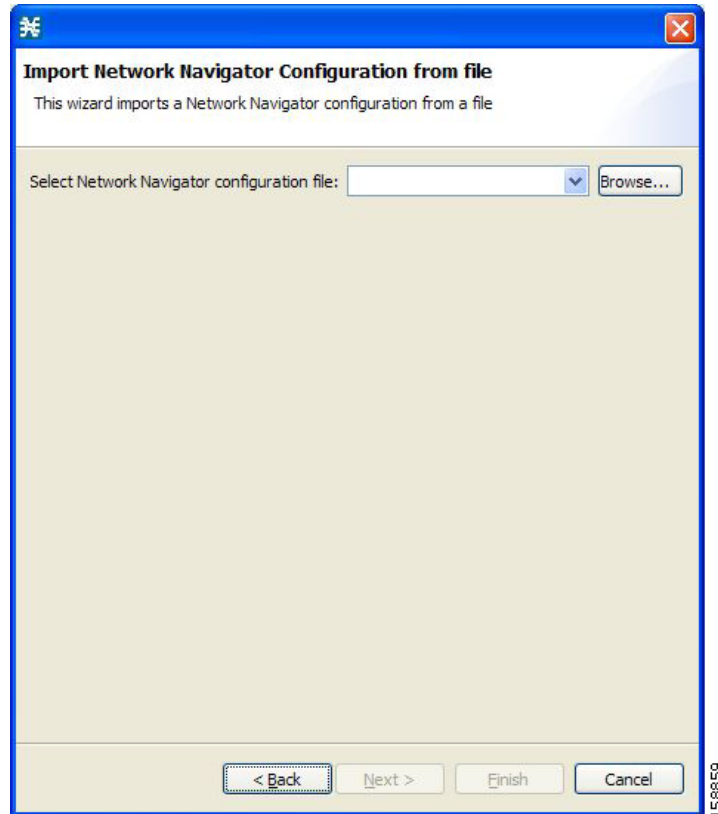 Import Network Navigator Configuration from file
This wizard imports a Network Navigator configuration from a file
Select Network Navigator configuration file:
Browse...
< Back
Next >
Finish
Cancel
158859